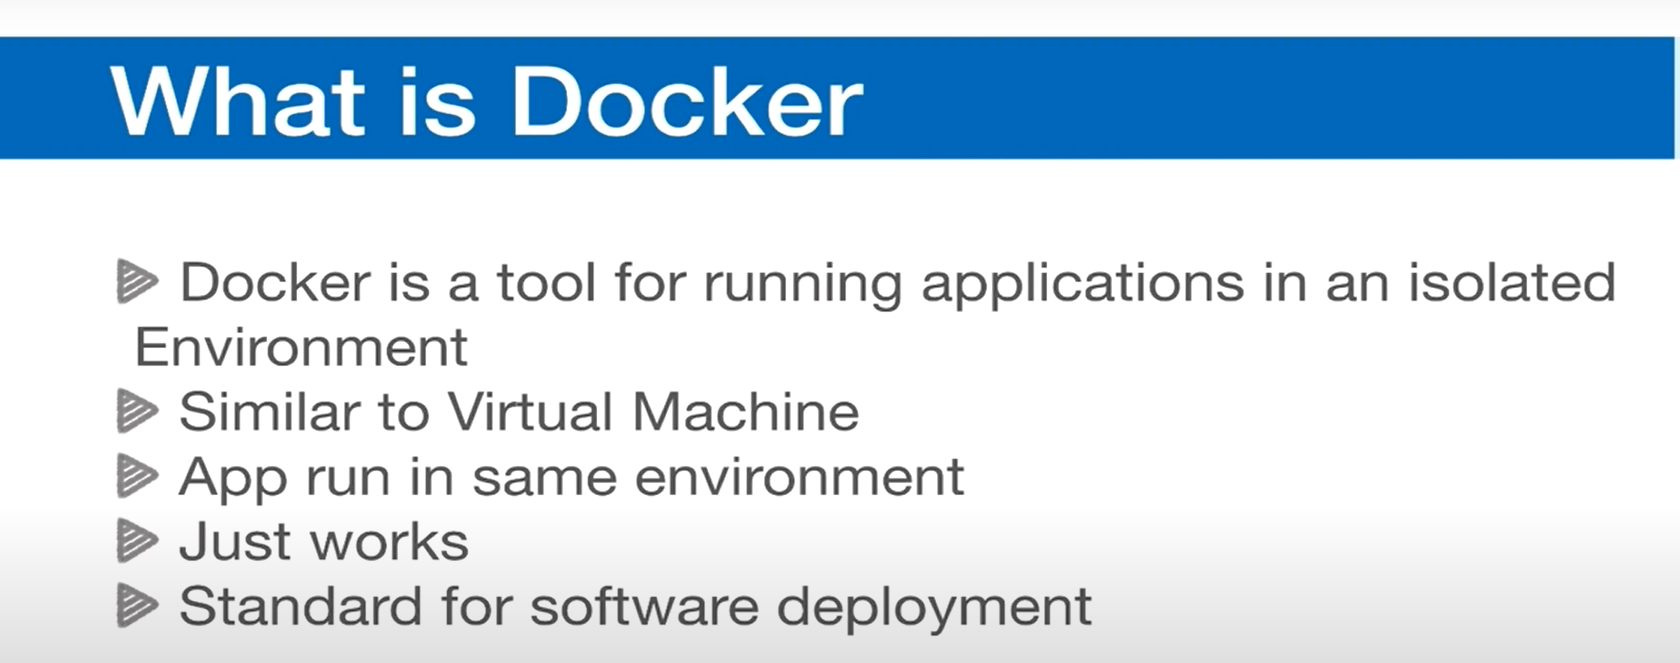 What is Docker
Docker is a tool for running applications in an isolated
Environment
Similar to Virtual Machine
App run in same environment
Just works
Standard for software deployment